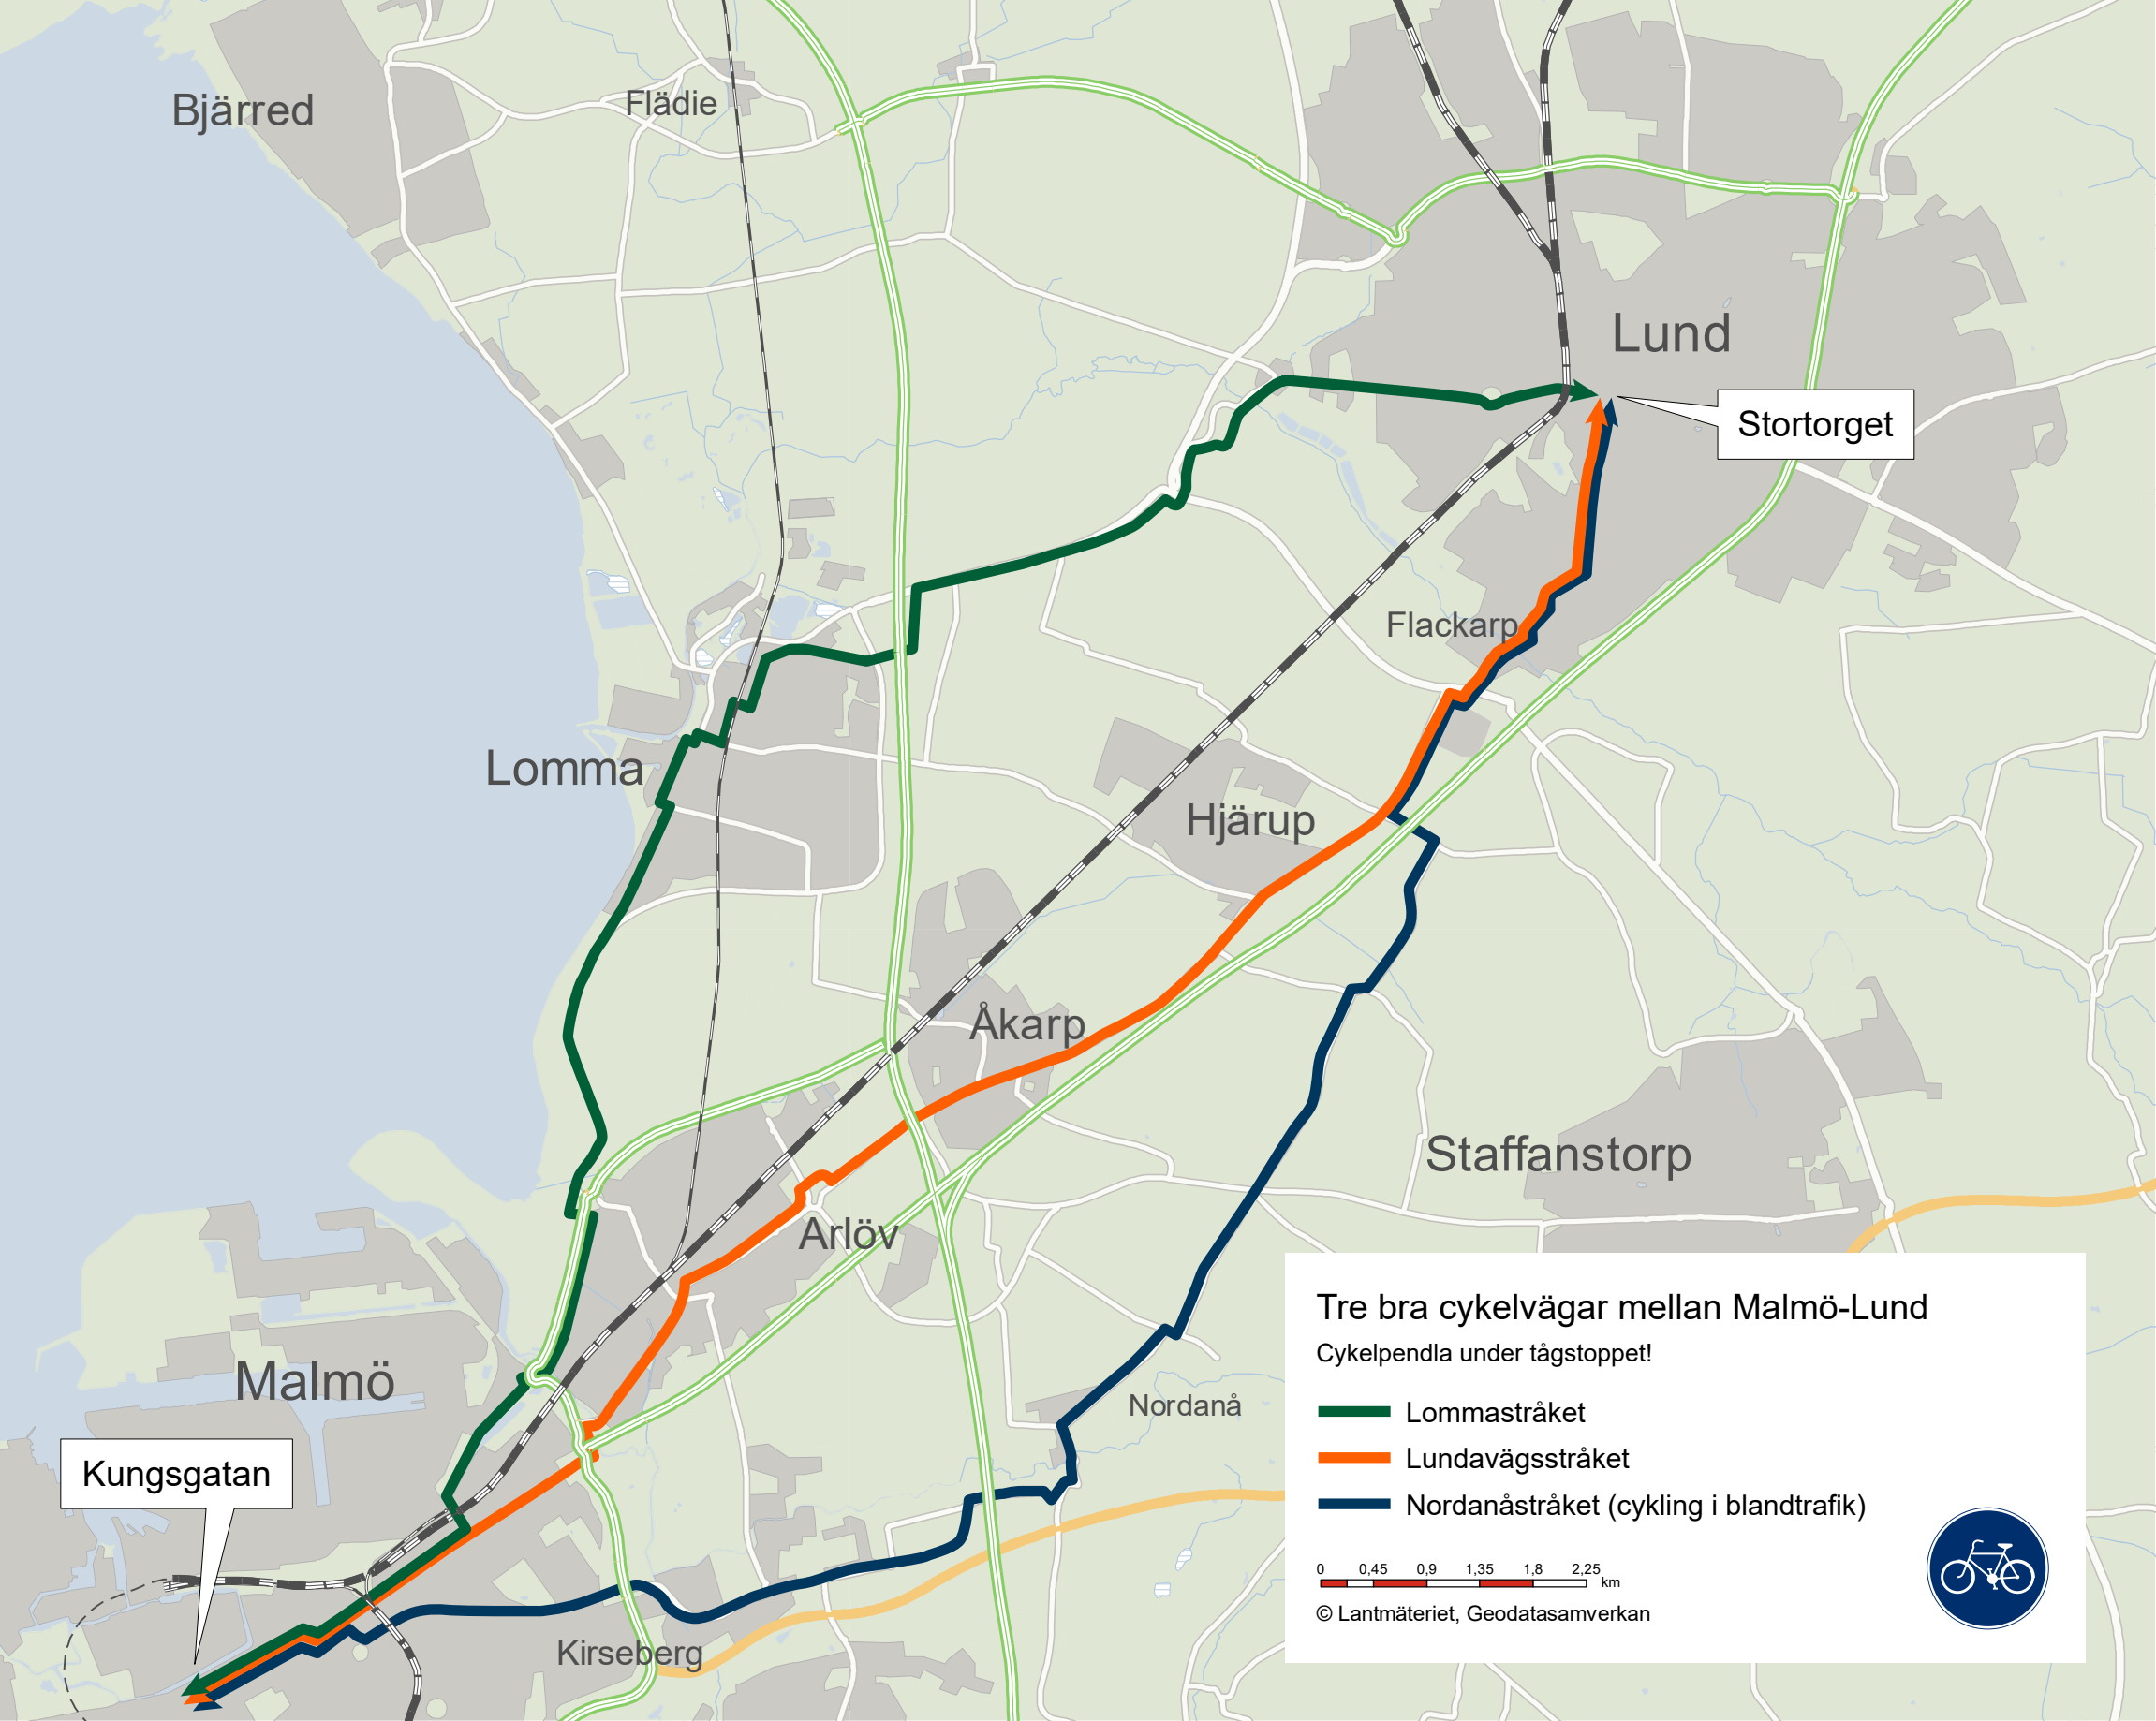 Bjärred
Flädie
Lund
Stortorget
Flackarp
Lomma
Hjärup
Åkarp
Staffanstorp
Arlöv
Malmö
Nordanå
Kungsgatan
Kirseberg
Tre bra cykelvägar mellan Malmö-Lund
Cykelpendla under tågstoppet!
Lommastråket
Lundavägsstråket
Nordanåstråket (cykling i blandtrafik)
0 0,45 0,9 1,35 1,8 2,25
km
© Lantmäteriet, Geodatasamverkan